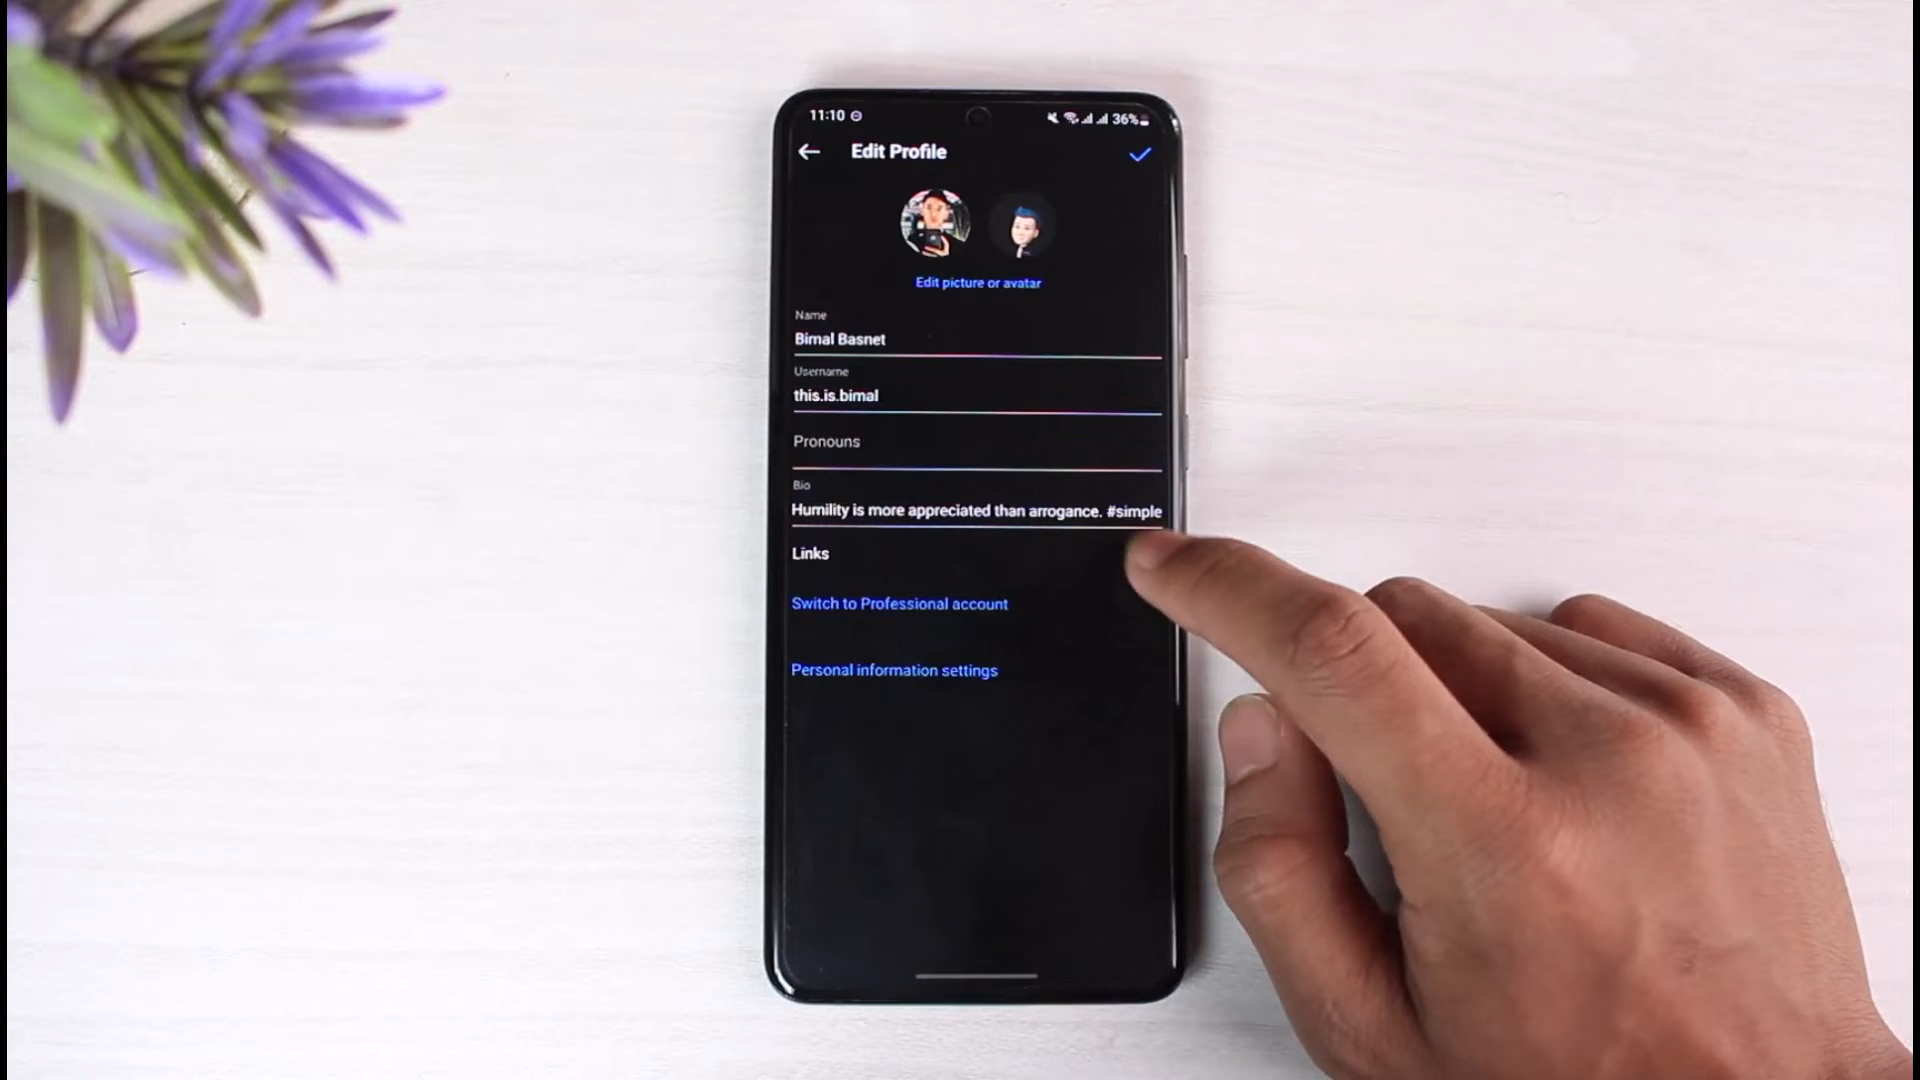 11:10
36%
Edit Profile
Edit picture or avatar
Name
Bimal Basnet
Username
this.is.bimal
Pronouns
Bio
Humility is more appreciated than arrogance. #simple
Links
Switch to Professional account
Personal information settings